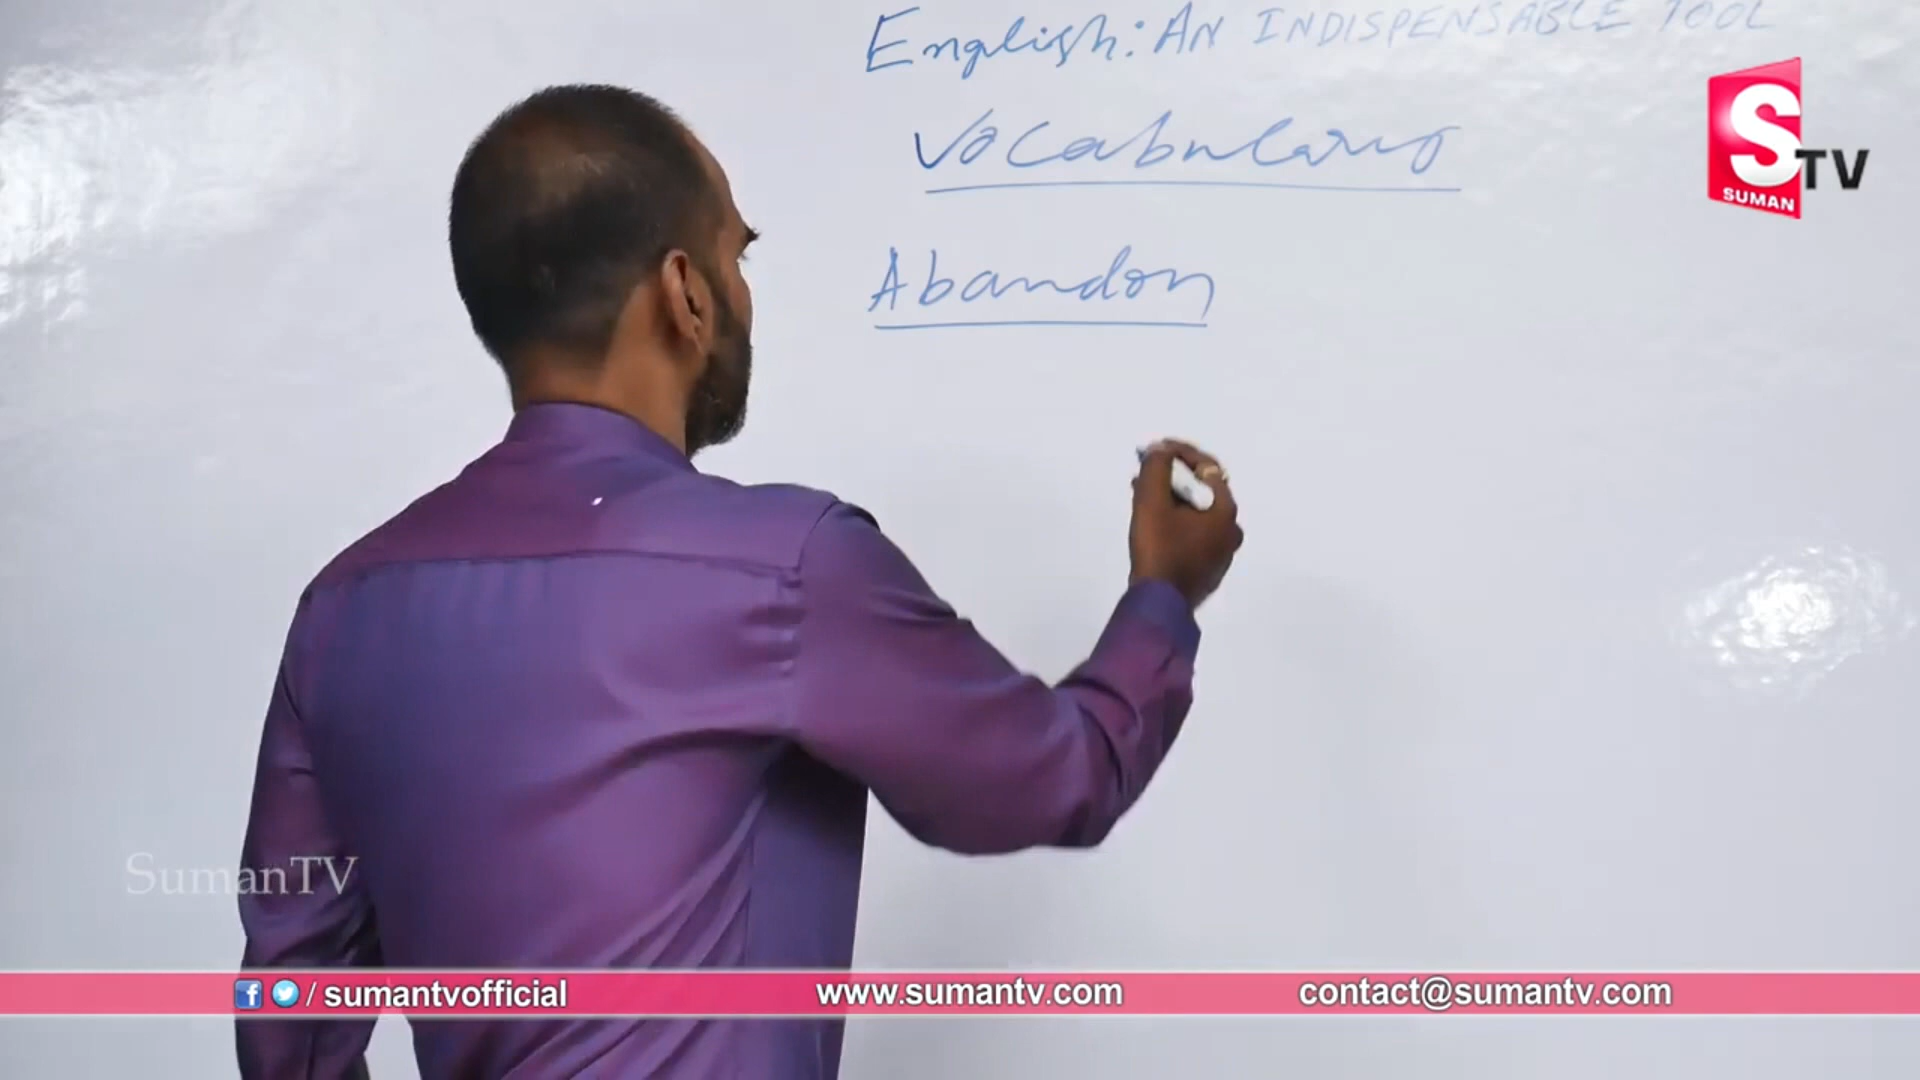 English: AN INDISPENSABLE TOOL
Vocabulary
Abandon
S
TV
SUMAN
SumanTV
/ sumantvofficial
www.sumantv.com
contact@sumantv.com